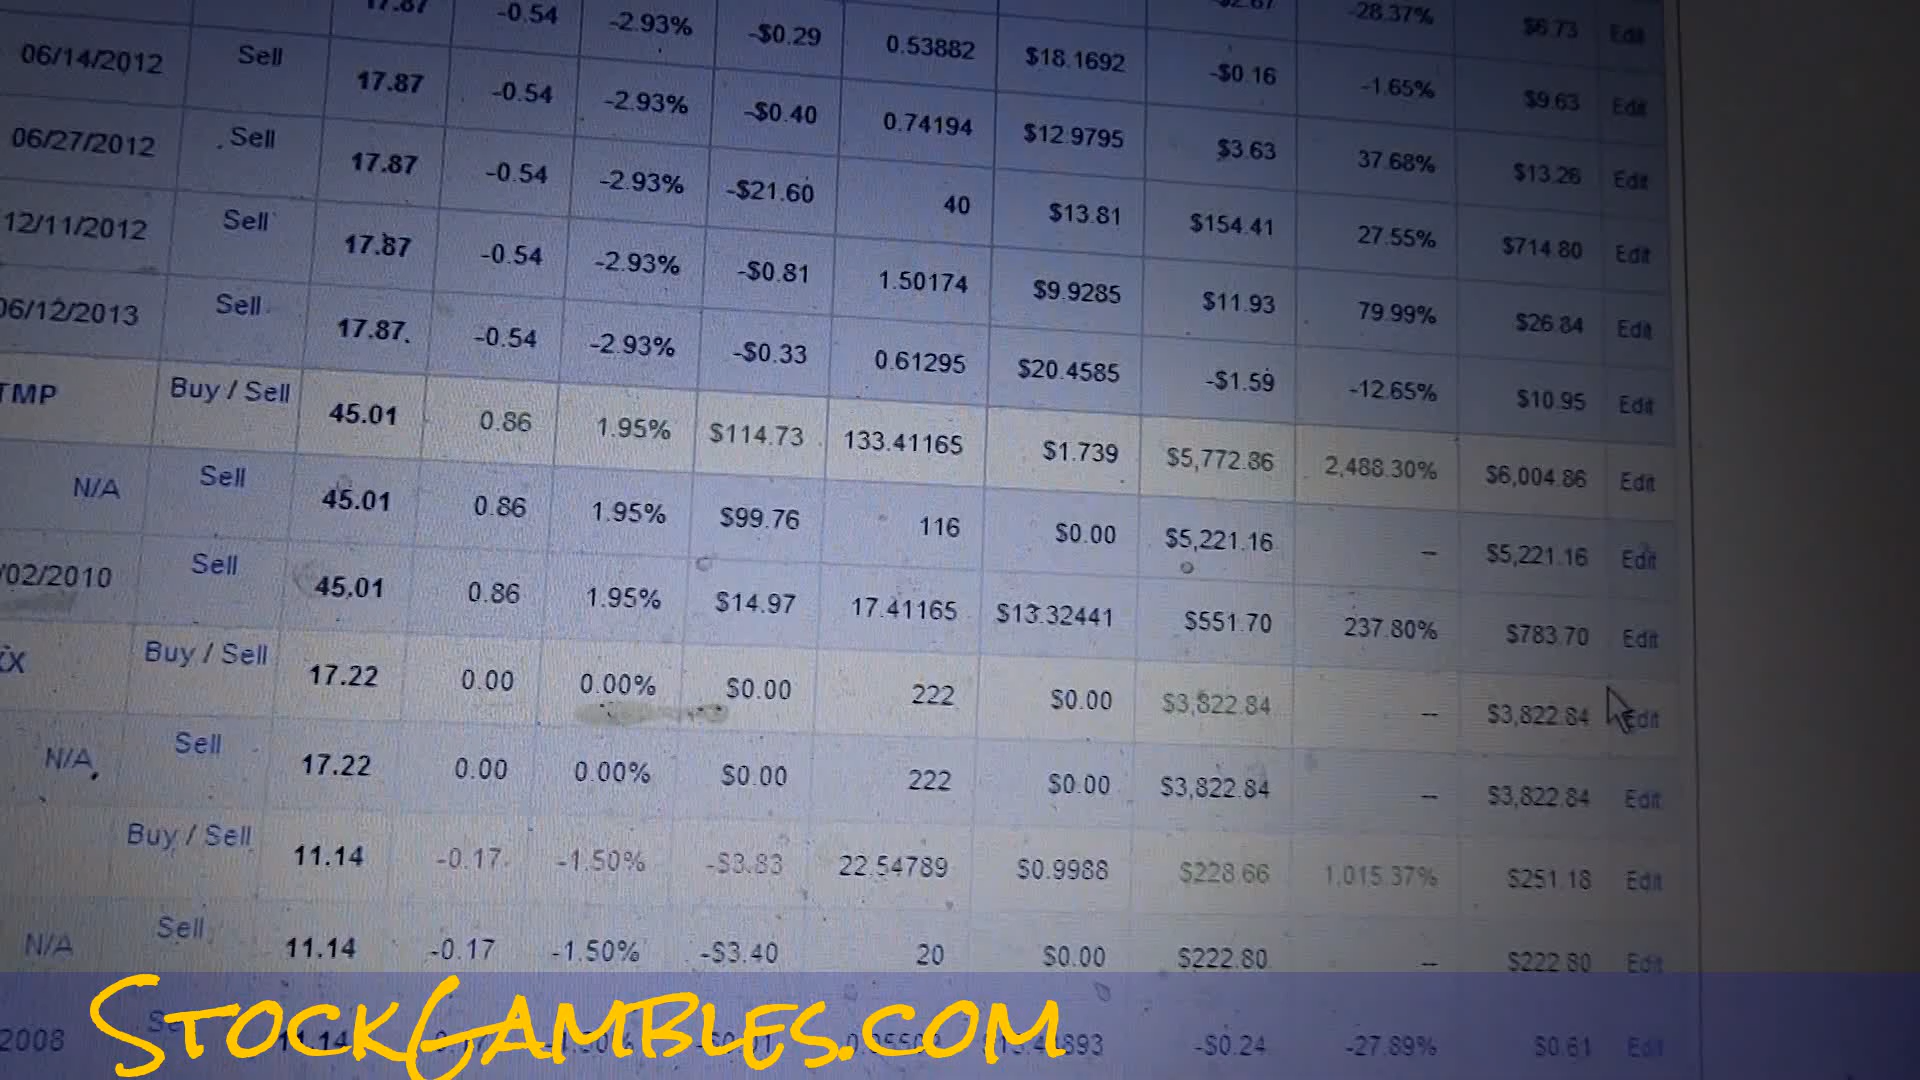 17.87 -0.54 -2.93% -$0.29 0.53882 $18.1692 -$0.16 -1.65% $9.63 Edit
-28.37% $6.73 Edit
06/14/2012 Sell 17.87 -0.54 -2.93% -$0.40 0.74194 $12.9795 $3.63 37.68% $13.26 Edit
06/27/2012 Sell 17.87 -0.54 -2.93% -$21.60 40 $13.81 $154.41 27.55% $714.80 Edit
12/11/2012 Sell 17.87 -0.54 -2.93% -$0.81 1.50174 $9.9285 $11.93 79.99% $26.84 Edit
06/12/2013 Sell 17.87 -0.54 -2.93% -$0.33 0.61295 $20.4585 -$1.59 -12.65% $10.95 Edit
TMP Buy / Sell 45.01 0.86 1.95% $114.73 133.41165 $1.739 $5,772.86 2,488.30% $6,004.86 Edit
N/A Sell 45.01 0.86 1.95% $99.76 116 $0.00 $5,221.16 -- $5,221.16 Edit
/02/2010 Sell 45.01 0.86 1.95% $14.97 17.41165 $13.32441 $551.70 237.80% $783.70 Edit
X Buy / Sell 17.22 0.00 0.00% $0.00 222 $0.00 $3,822.84 -- $3,822.84 Edit
N/A Sell 17.22 0.00 0.00% $0.00 222 $0.00 $3,822.84 -- $3,822.84 Edit
Buy / Sell 11.14 -0.17 -1.50% -$3.83 22.54789 $0.9988 $228.66 1,015.37% $251.18 Edit
N/A Sell 11.14 -0.17 -1.50% -$3.40 20 $0.00 $222.80 -- $222.80 Edit
2008 11.14 -$0.24 -27.89% $0.61 Edit
StockGambles.com